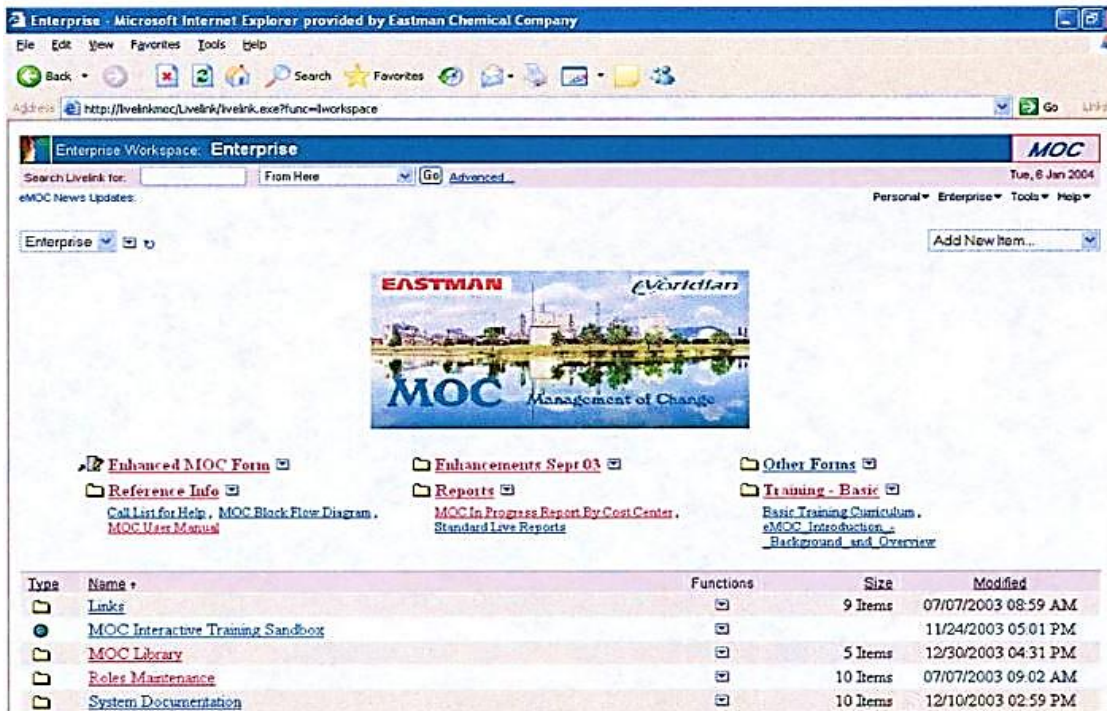 Enterprise - Microsoft Internet Explorer provided by Eastman Chemical Company
File Edit View Favorites Tools Help
Back Search Favorites
Address http://livelinkmoc/Livelink/livelink.exe?func=llworkspace Go Links
Enterprise Workspace: Enterprise MOC
Search Livelink for: From Here Go Advanced... Tue, 6 Jan 2004
eMOC News Updates: Personal Enterprise Tools Help
Enterprise Add New Item...
EASTMAN Voridian
MOC Management of Change
Enhanced MOC Form Enhancements Sept 03 Other Forms
Reference Info Reports Training - Basic
Call List for Help, MOC Block Flow Diagram, MOC In Progress Report By Cost Center, Basic Training Curriculum,
MOC User Manual Standard Live Reports eMOC_Introduction_-
_Background_and_Overview
Type Name Functions Size Modified
Links 9 Items 07/07/2003 08:59 AM
MOC Interactive Training Sandbox 11/24/2003 05:01 PM
MOC Library 5 Items 12/30/2003 04:31 PM
Roles Maintenance 10 Items 07/07/2003 09:02 AM
System Documentation 10 Items 12/10/2003 02:59 PM